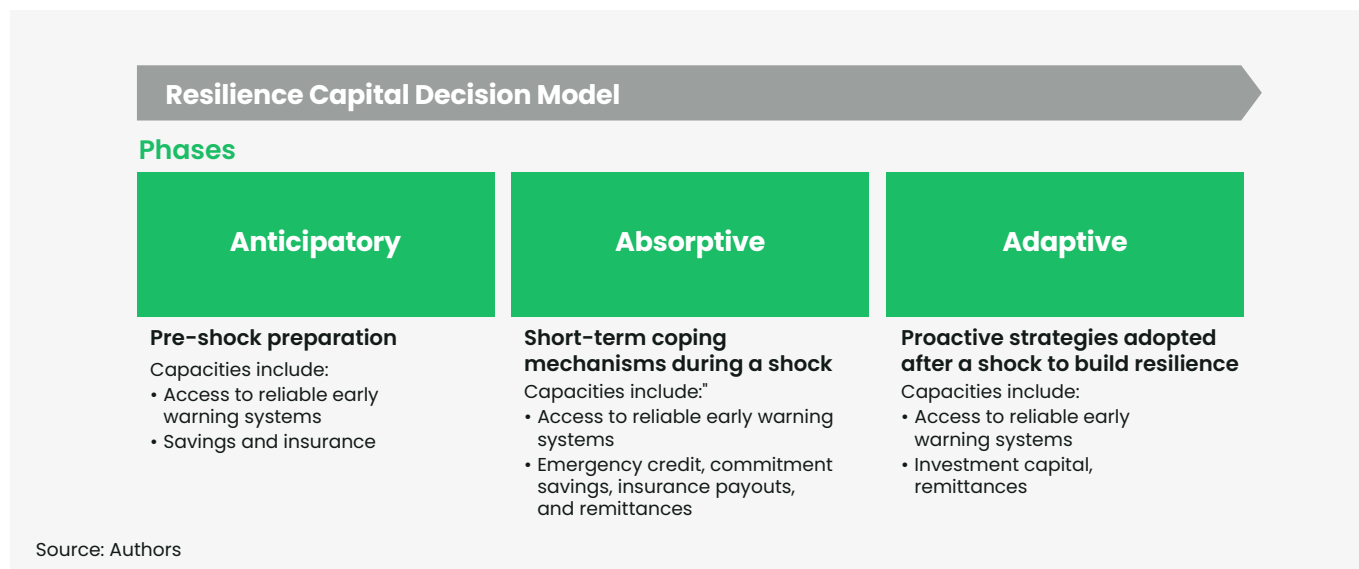 Resilience Capital Decision Model
Phases
Anticipatory
Pre-shock preparation
Capacities include:
• Access to reliable early
warning systems
• Savings and insurance
Absorptive
Short-term coping
mechanisms during a shock
Capacities include:"
• Access to reliable early warning
systems
• Emergency credit, commitment
savings, insurance payouts,
and remittances
Adaptive
Proactive strategies adopted
after a shock to build resilience
Capacities include:
• Access to reliable early
warning systems
• Investment capital,
remittances
Source: Authors